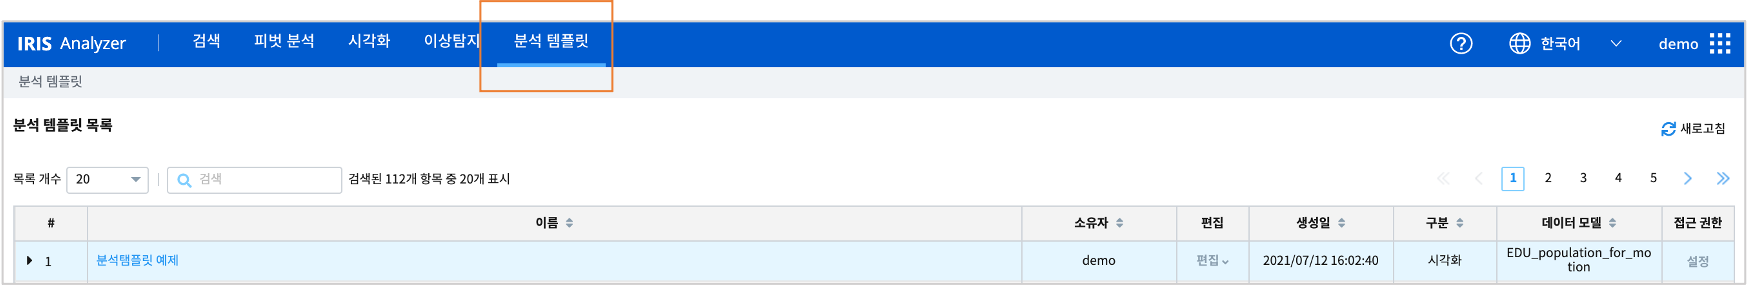 IRIS Analyzer 검색 피벗 분석 시각화 이상탐지 분석 템플릿 한국어 demo
분석 템플릿
분석 템플릿 목록
새로고침
목록 개수 20 검색 검색된 112개 항목 중 20개 표시 1 2 3 4 5
# 이름 소유자 편집 생성일 구분 데이터 모델 접근 권한
1 분석탬플릿 예제 demo 편집 2021/07/12 16:02:40 시각화 EDU_population_for_mo
tion 설정